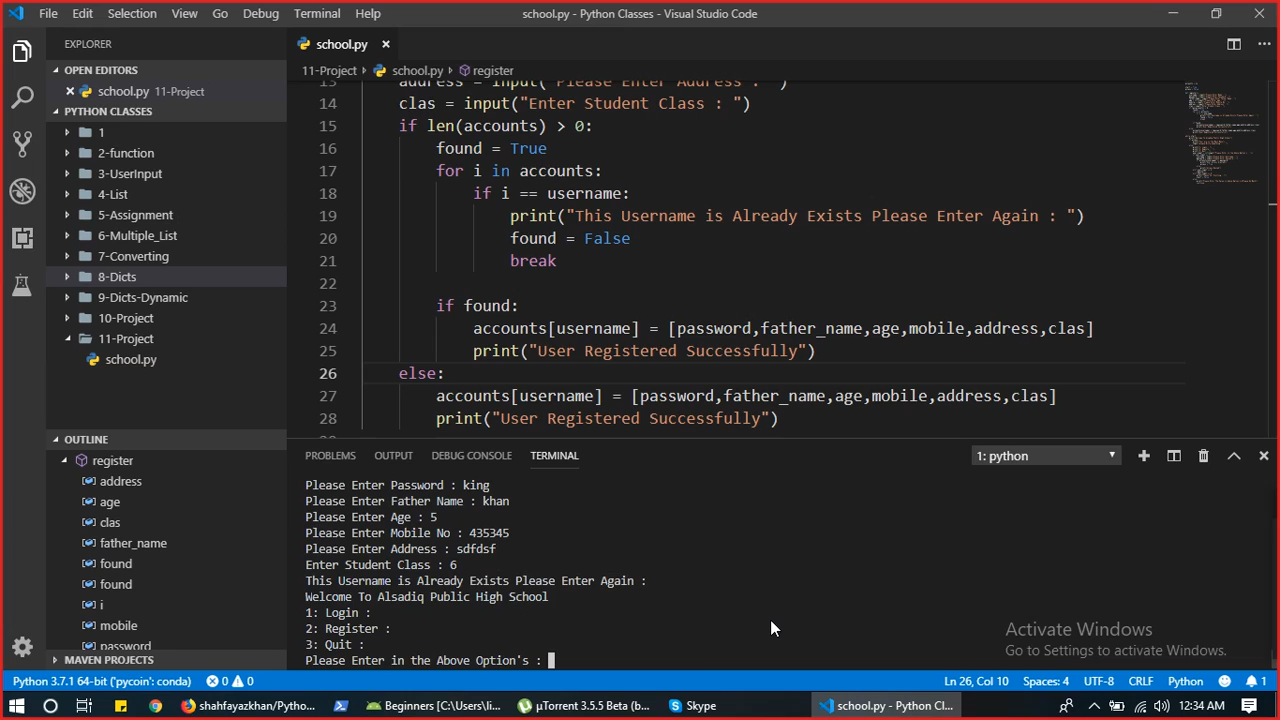 File Edit Selection View Go Debug Terminal Help
school.py - Python Classes - Visual Studio Code
EXPLORER
OPEN EDITORS
school.py 11-Project
PYTHON CLASSES
1
2-function
3-UserInput
4-List
5-Assignment
6-Multiple_List
7-Converting
8-Dicts
9-Dicts-Dynamic
10-Project
11-Project
school.py
OUTLINE
register
address
age
clas
father_name
found
found
i
mobile
password
MAVEN PROJECTS
school.py
11-Project school.py register
13 address = input("Please Enter Address : ")
14 clas = input("Enter Student Class : ")
15 if len(accounts) > 0:
16 found = True
17 for i in accounts:
18 if i == username:
19 print("This Username is Already Exists Please Enter Again : ")
20 found = False
21 break
22
23 if found:
24 accounts[username] = [password,father_name,age,mobile,address,clas]
25 print("User Registered Successfully")
26 else:
27 accounts[username] = [password,father_name,age,mobile,address,clas]
28 print("User Registered Successfully")
PROBLEMS OUTPUT DEBUG CONSOLE TERMINAL
1: python
Please Enter Password : king
Please Enter Father Name : khan
Please Enter Age : 5
Please Enter Mobile No : 435345
Please Enter Address : sdfdsf
Enter Student Class : 6
This Username is Already Exists Please Enter Again :
Welcome To Alsadiq Public High School
1: Login :
2: Register :
3: Quit :
Please Enter in the Above Option's :
Activate Windows
Go to Settings to activate Windows.
Python 3.7.1 64-bit ('pycoin': conda) 0 0 Ln 26, Col 10 Spaces: 4 UTF-8 CRLF Python 1
shahfayazkhan/Pytho... Beginners [C:\Users\li... µTorrent 3.5.5 Beta (b... Skype school.py - Python Cl... 12:34 AM